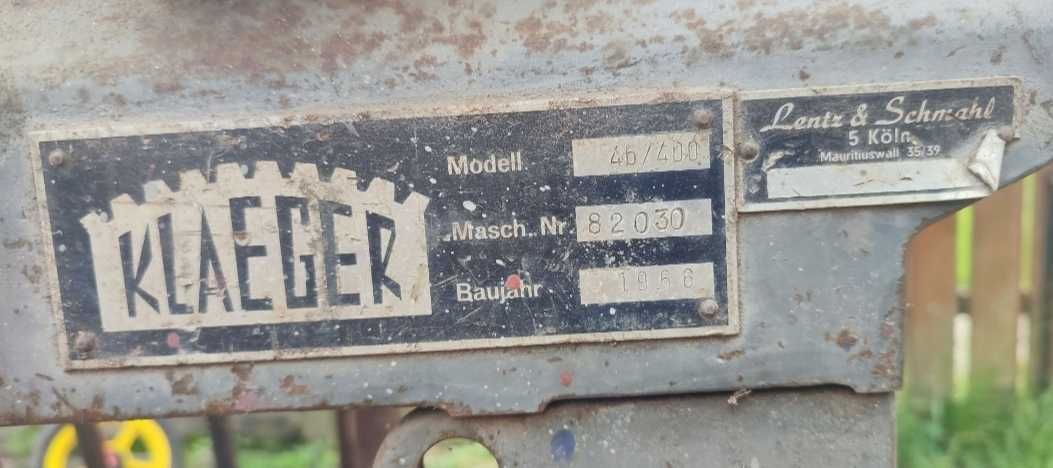 KLAEGER
Modell 46/400
Masch. Nr 82030
Baujahr 1966
Lentz & Schmahl
5 Köln
Mauritiuswall 35/39